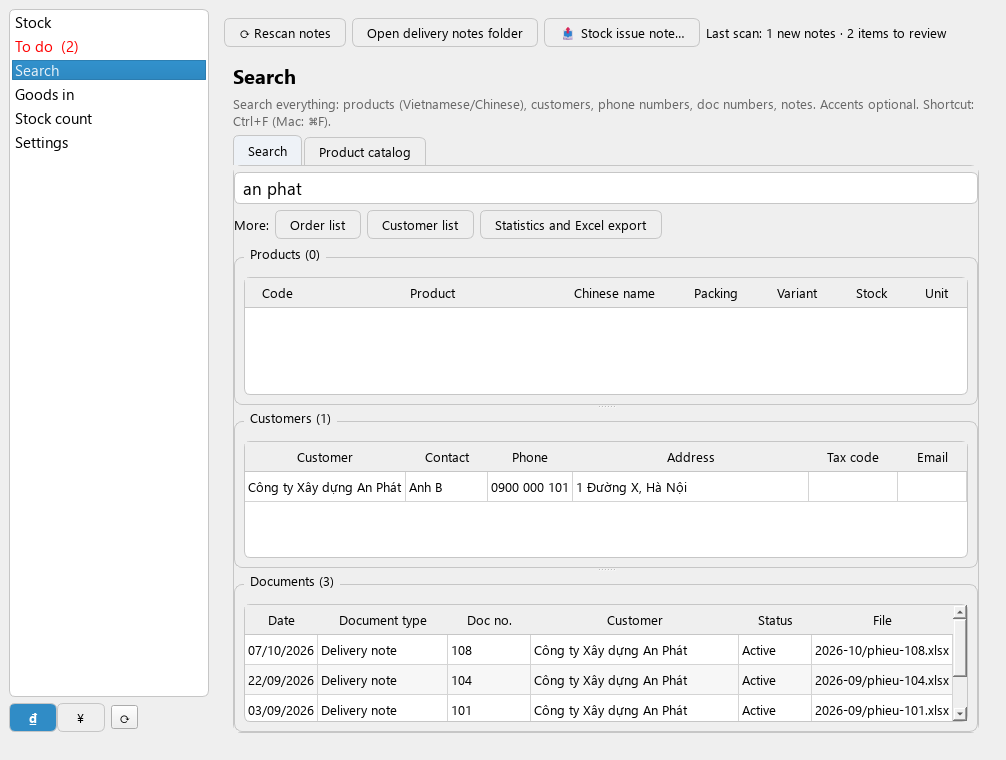 Stock
To do (2)
Search
Goods in
Stock count
Settings
đ ¥ ⟳
⟳ Rescan notes Open delivery notes folder 📤 Stock issue note... Last scan: 1 new notes · 2 items to review
Search
Search everything: products (Vietnamese/Chinese), customers, phone numbers, doc numbers, notes. Accents optional. Shortcut:
Ctrl+F (Mac: ⌘F).
Search Product catalog
an phat
More: Order list Customer list Statistics and Excel export
Products (0)
Code Product Chinese name Packing Variant Stock Unit
Customers (1)
Customer Contact Phone Address Tax code Email
Công ty Xây dựng An Phát Anh B 0900 000 101 1 Đường X, Hà Nội
Documents (3)
Date Document type Doc no. Customer Status File
07/10/2026 Delivery note 108 Công ty Xây dựng An Phát Active 2026-10/phieu-108.xlsx
22/09/2026 Delivery note 104 Công ty Xây dựng An Phát Active 2026-09/phieu-104.xlsx
03/09/2026 Delivery note 101 Công ty Xây dựng An Phát Active 2026-09/phieu-101.xlsx